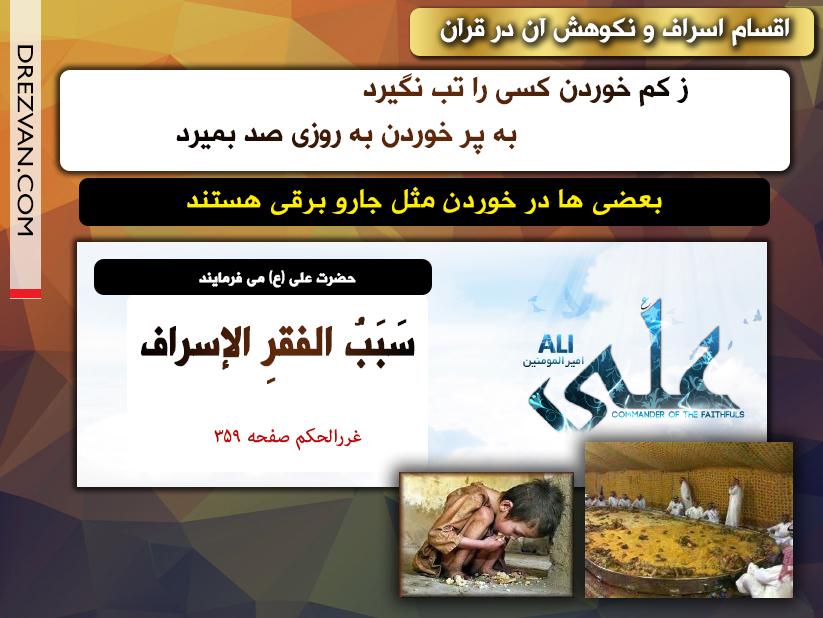 اقسام اسراف و نکوهش آن در قرآن
ز کم خوردن کسی را تب نگیرد
به پر خوردن به روزی صد بمیرد
بعضی ها در خوردن مثل جارو برقی هستند
حضرت علی (ع) می فرمایند
سَبَبُ الفقرِ الإسراف
غررالحکم صفحه ۳۵۹
علی
ALI
امیرالمومنین
COMMANDER OF THE FAITHFULS
DREZVAN.COM